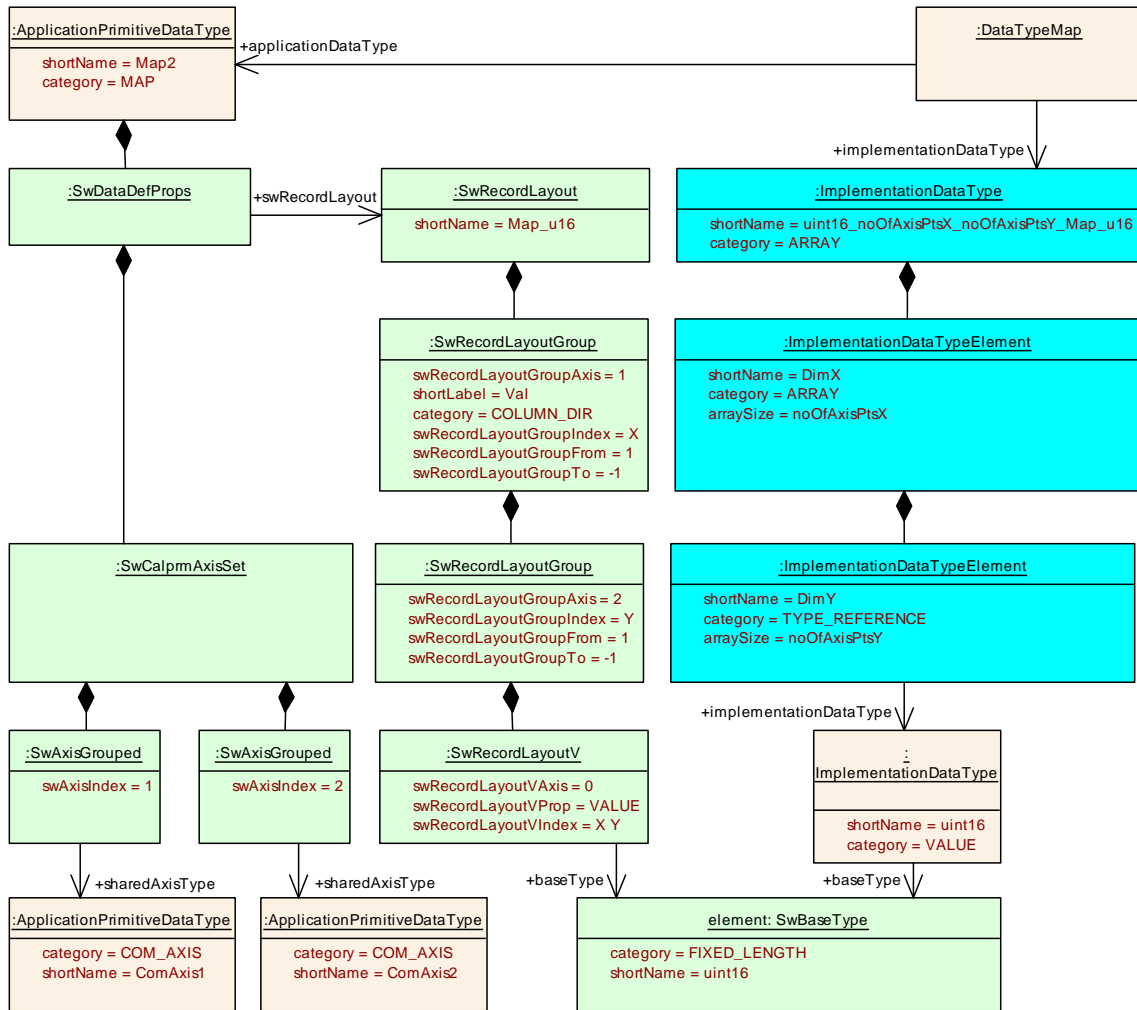 :ApplicationPrimitiveDataType
shortName = Map2
category = MAP
+applicationDataType
:DataTypeMap
+implementationDataType
:SwDataDefProps
+swRecordLayout
:SwRecordLayout
shortName = Map_u16
:ImplementationDataType
shortName = uint16_noOfAxisPtsX_noOfAxisPtsY_Map_u16
category = ARRAY
:SwRecordLayoutGroup
swRecordLayoutGroupAxis = 1
shortLabel = Val
category = COLUMN_DIR
swRecordLayoutGroupIndex = X
swRecordLayoutGroupFrom = 1
swRecordLayoutGroupTo = -1
:ImplementationDataTypeElement
shortName = DimX
category = ARRAY
arraySize = noOfAxisPtsX
:SwCalprmAxisSet
:SwRecordLayoutGroup
swRecordLayoutGroupAxis = 2
swRecordLayoutGroupIndex = Y
swRecordLayoutGroupFrom = 1
swRecordLayoutGroupTo = -1
:ImplementationDataTypeElement
shortName = DimY
category = TYPE_REFERENCE
arraySize = noOfAxisPtsY
+implementationDataType
:SwAxisGrouped
swAxisIndex = 1
:SwAxisGrouped
swAxisIndex = 2
:SwRecordLayoutV
swRecordLayoutVAxis = 0
swRecordLayoutVProp = VALUE
swRecordLayoutVIndex = X Y
:
ImplementationDataType
shortName = uint16
category = VALUE
+sharedAxisType
+sharedAxisType
+baseType
+baseType
:ApplicationPrimitiveDataType
category = COM_AXIS
shortName = ComAxis1
:ApplicationPrimitiveDataType
category = COM_AXIS
shortName = ComAxis2
element: SwBaseType
category = FIXED_LENGTH
shortName = uint16